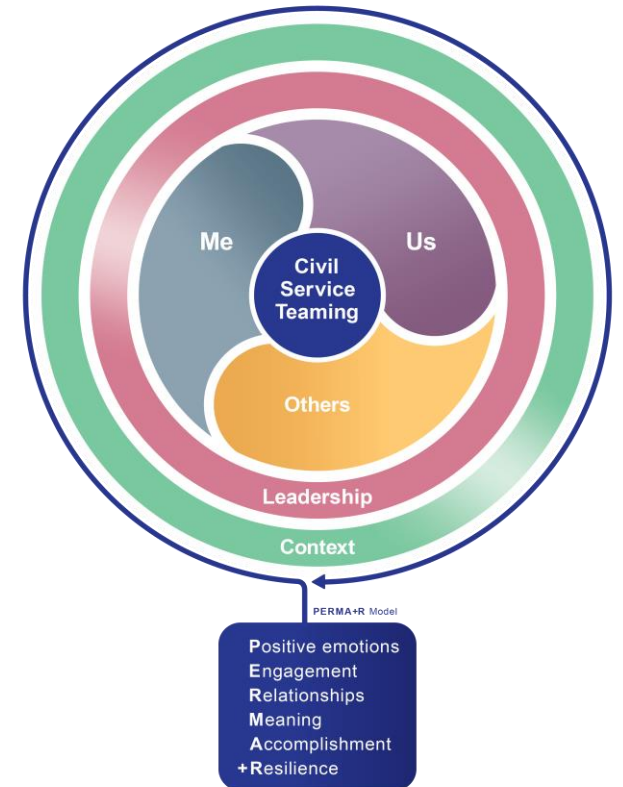 Me
Us
Civil
Service
Teaming
Others
Leadership
Context
PERMA+R Model
Positive emotions
Engagement
Relationships
Meaning
Accomplishment
+Resilience